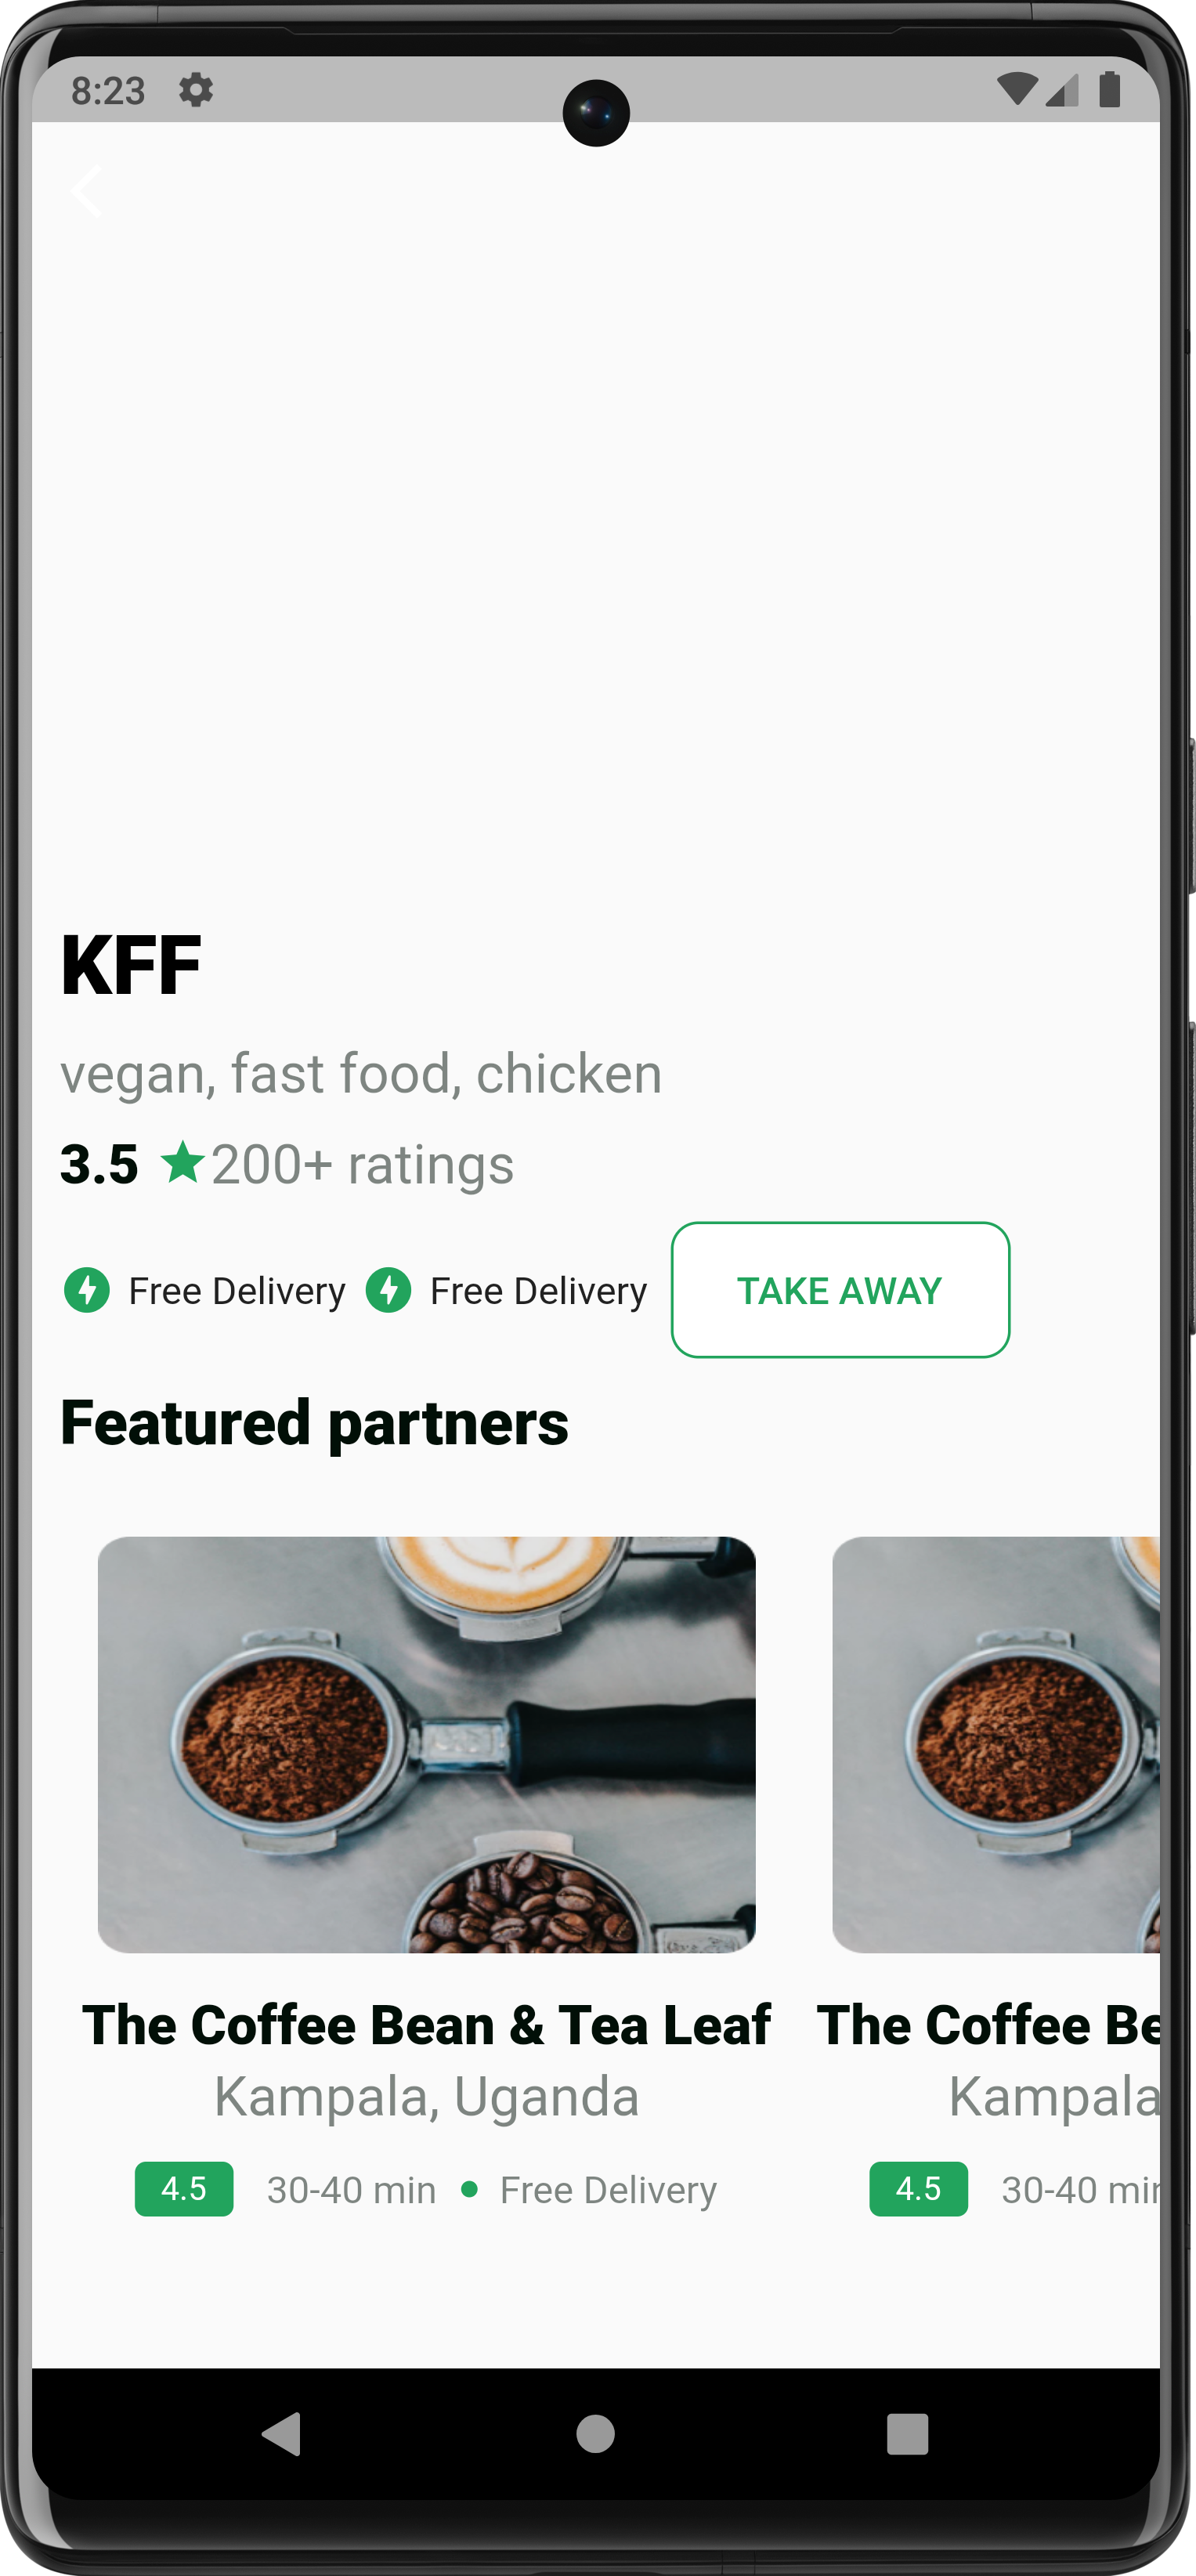 8:23
KFF
vegan, fast food, chicken
3.5 200+ ratings
Free Delivery Free Delivery TAKE AWAY
Featured partners
The Coffee Bean & Tea Leaf The Coffee Be
Kampala, Uganda Kampala
4.5 30-40 min Free Delivery 4.5 30-40 min